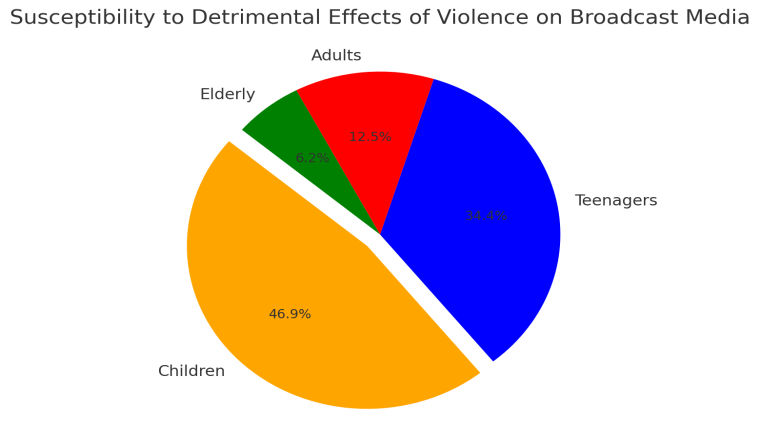 Susceptibility to Detrimental Effects of Violence on Broadcast Media
Adults
Elderly
12.5%
6.2%
Teenagers
34.4%
46.9%
Children